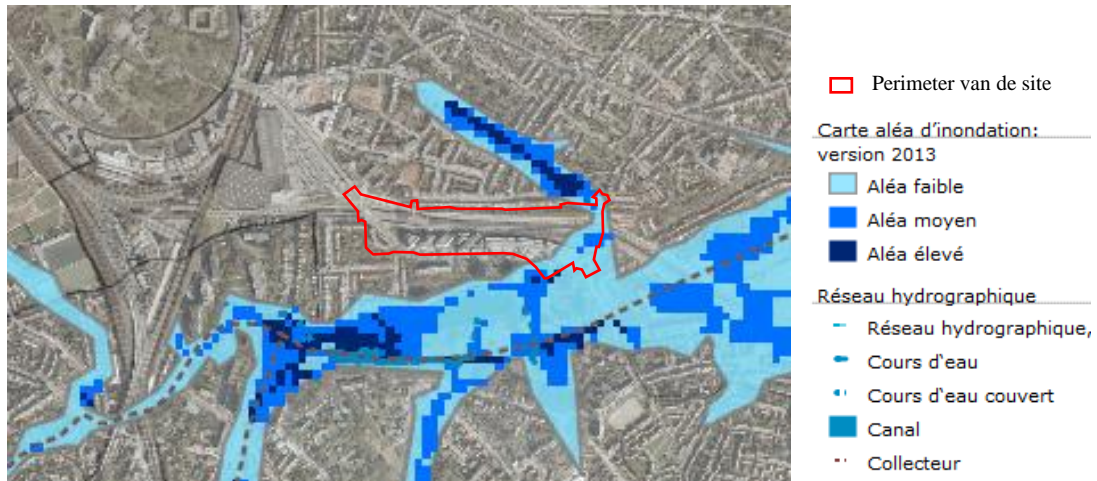 Perimeter van de site
Carte aléa d'inondation:
version 2013
Aléa faible
Aléa moyen
Aléa élevé
Réseau hydrographique
Réseau hydrographique,
Cours d'eau
Cours d'eau couvert
Canal
Collecteur